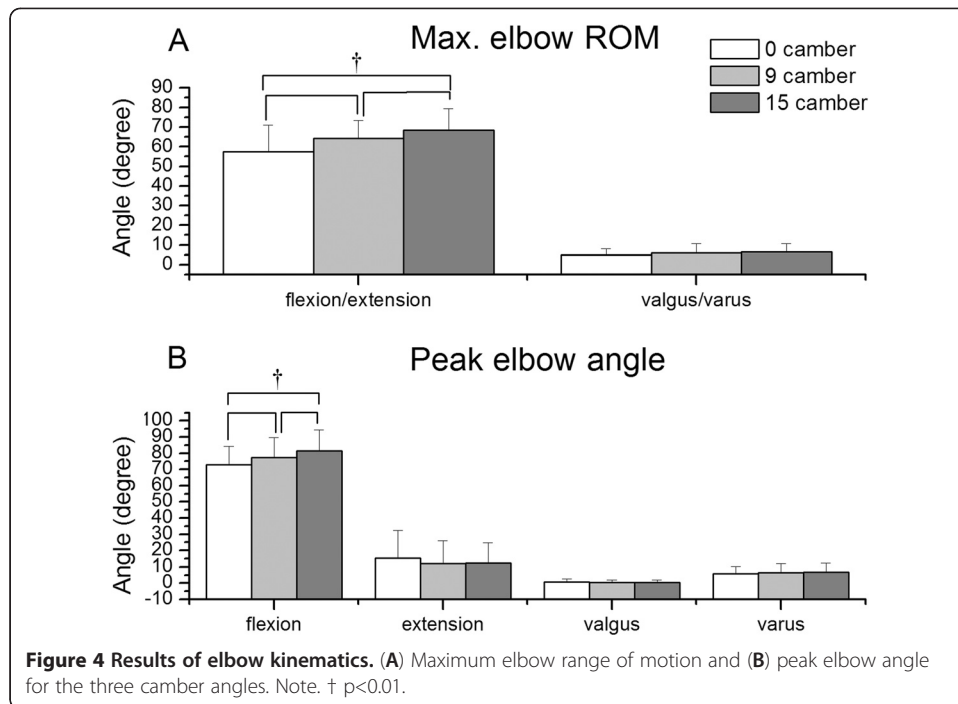 A
Max. elbow ROM
0 camber
9 camber
15 camber
†
Angle (degree)
90
80
70
60
50
40
30
20
10
0
flexion/extension
valgus/varus
B
Peak elbow angle
†
Angle (degree)
100
90
80
70
60
50
40
30
20
10
0
-10
flexion
extension
valgus
varus
Figure 4 Results of elbow kinematics. (A) Maximum elbow range of motion and (B) peak elbow angle
for the three camber angles. Note. † p<0.01.